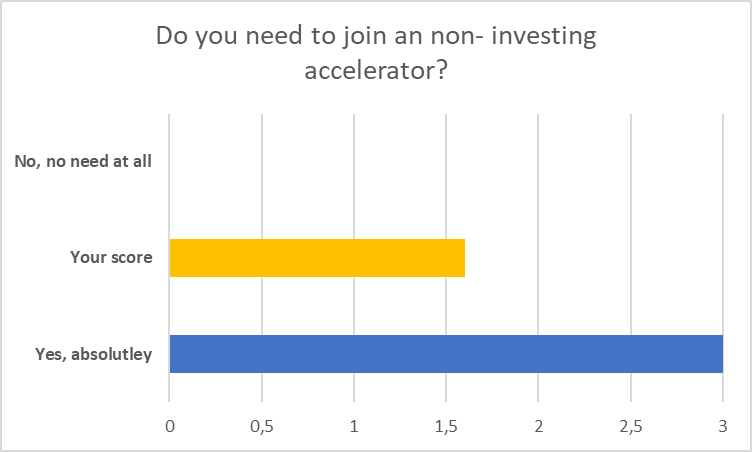 Do you need to join an non- investing
accelerator?
No, no need at all
Your score
Yes, absolutley
0 0,5 1 1,5 2 2,5 3